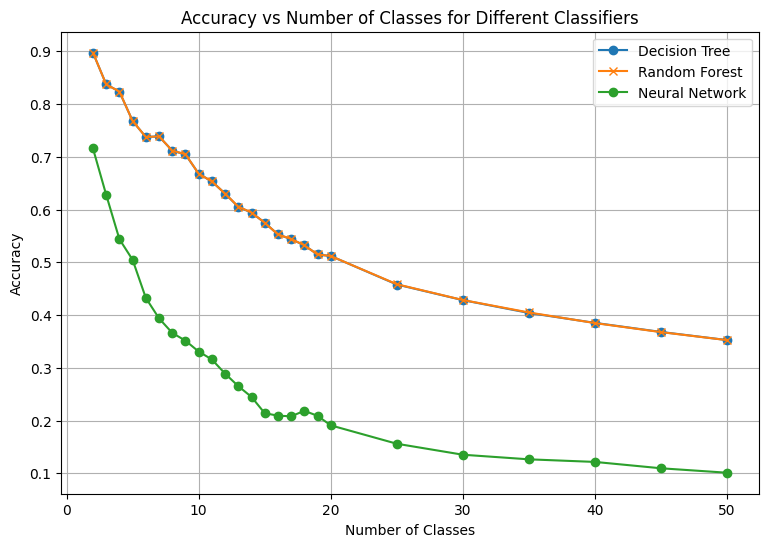 Accuracy vs Number of Classes for Different Classifiers
Decision Tree
Random Forest
Neural Network
Accuracy
0.9
0.8
0.7
0.6
0.5
0.4
0.3
0.2
0.1
0
10
20
30
40
50
Number of Classes